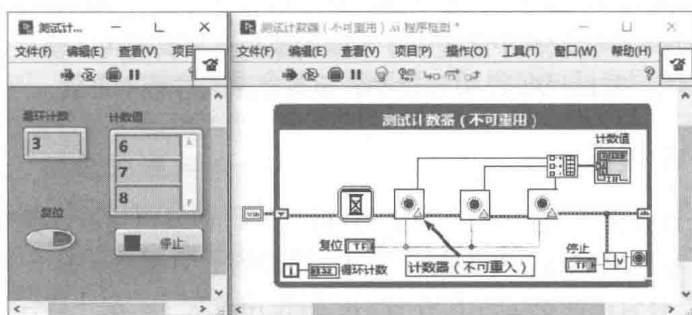 测试计...
文件(F) 编辑(E) 查看(V) 项目
循环计数
计数值
3
6
7
8
复位
停止
测试计数器（不可重用）.vi 程序框图 *
文件(F) 编辑(E) 查看(V) 项目(P) 操作(O) 工具(T) 窗口(W) 帮助(H)
测试计数器（不可重用）
计数值
复位
TF
计数器（不可重入）
停止
TF
i
I32
循环计数